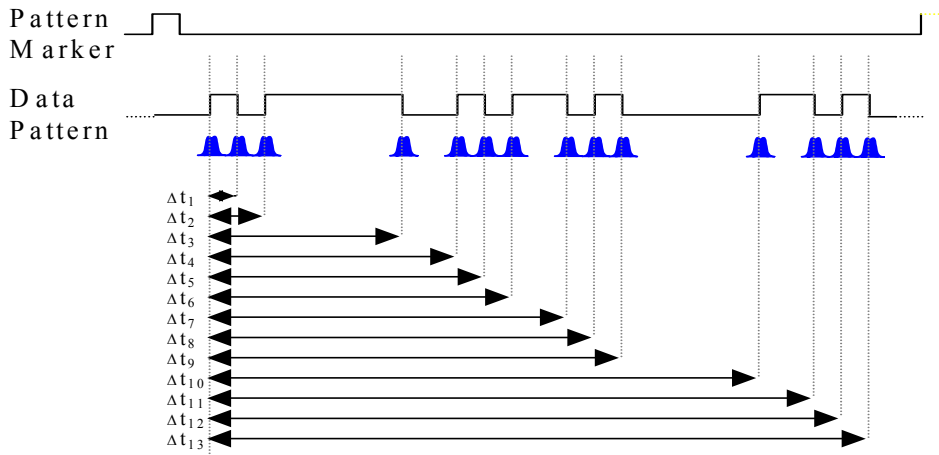 Pattern
Marker
Data
Pattern
Δt1
Δt2
Δt3
Δt4
Δt5
Δt6
Δt7
Δt8
Δt9
Δt10
Δt11
Δt12
Δt13